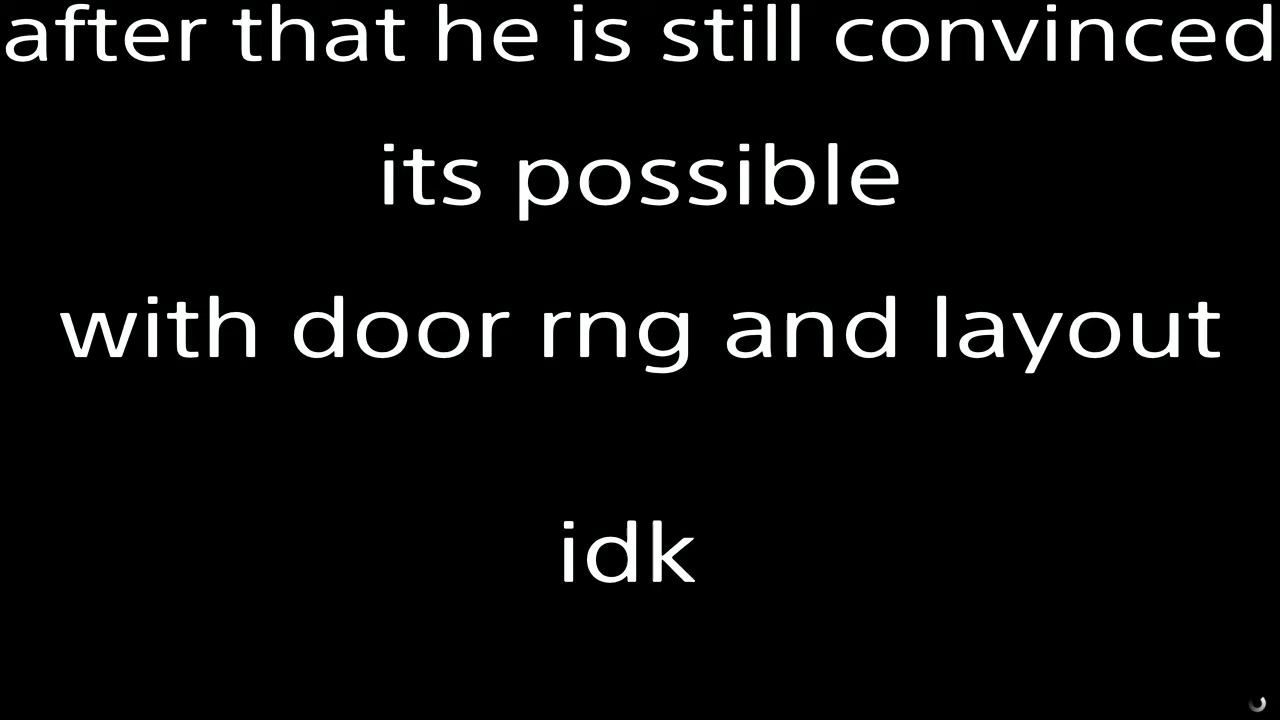 after that he is still convinced
its possible
with door rng and layout
idk